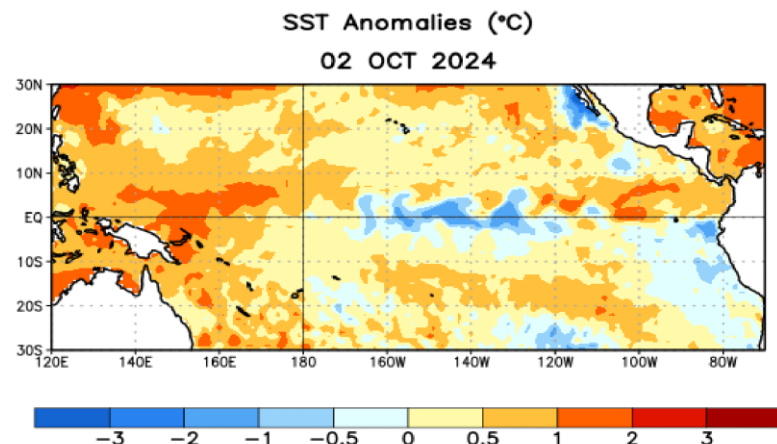 SST Anomalies (°C)
02 OCT 2024
30N
20N
10N
EQ
10S
20S
30S
120E 140E 160E 180 160W 140W 120W 100W 80W
-3 -2 -1 -0.5 0 0.5 1 2 3